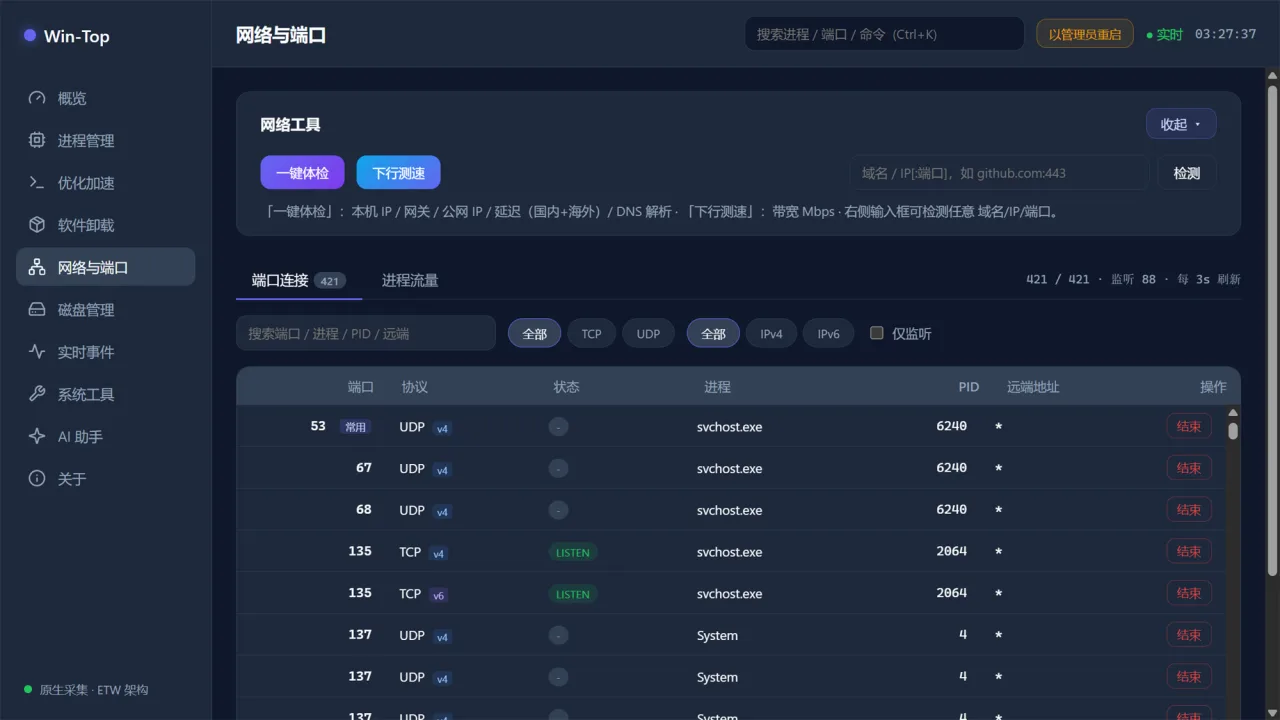 Win-Top
概览
进程管理
优化加速
软件卸载
网络与端口
磁盘管理
实时事件
系统工具
AI 助手
关于
原生采集 · ETW 架构
网络与端口
搜索进程 / 端口 / 命令 (Ctrl+K)
以管理员重启
实时 03:27:37
网络工具
收起
一键体检 下行测速
域名 / IP[:端口]，如 github.com:443
检测
「一键体检」：本机 IP / 网关 / 公网 IP / 延迟（国内+海外）/ DNS 解析 · 「下行测速」：带宽 Mbps · 右侧输入框可检测任意 域名/IP/端口。
端口连接 421 进程流量
421 / 421 · 监听 88 · 每 3s 刷新
搜索端口 / 进程 / PID / 远端
全部 TCP UDP 全部 IPv4 IPv6 仅监听
端口 协议 状态 进程 PID 远端地址 操作
53 常用 UDP v4 - svchost.exe 6240 * 结束
67 UDP v4 - svchost.exe 6240 * 结束
68 UDP v4 - svchost.exe 6240 * 结束
135 TCP v4 LISTEN svchost.exe 2064 * 结束
135 TCP v6 LISTEN svchost.exe 2064 * 结束
137 UDP v4 - System 4 * 结束
137 UDP v4 - System 4 * 结束
137 UDP v4 - System 4 * 结束